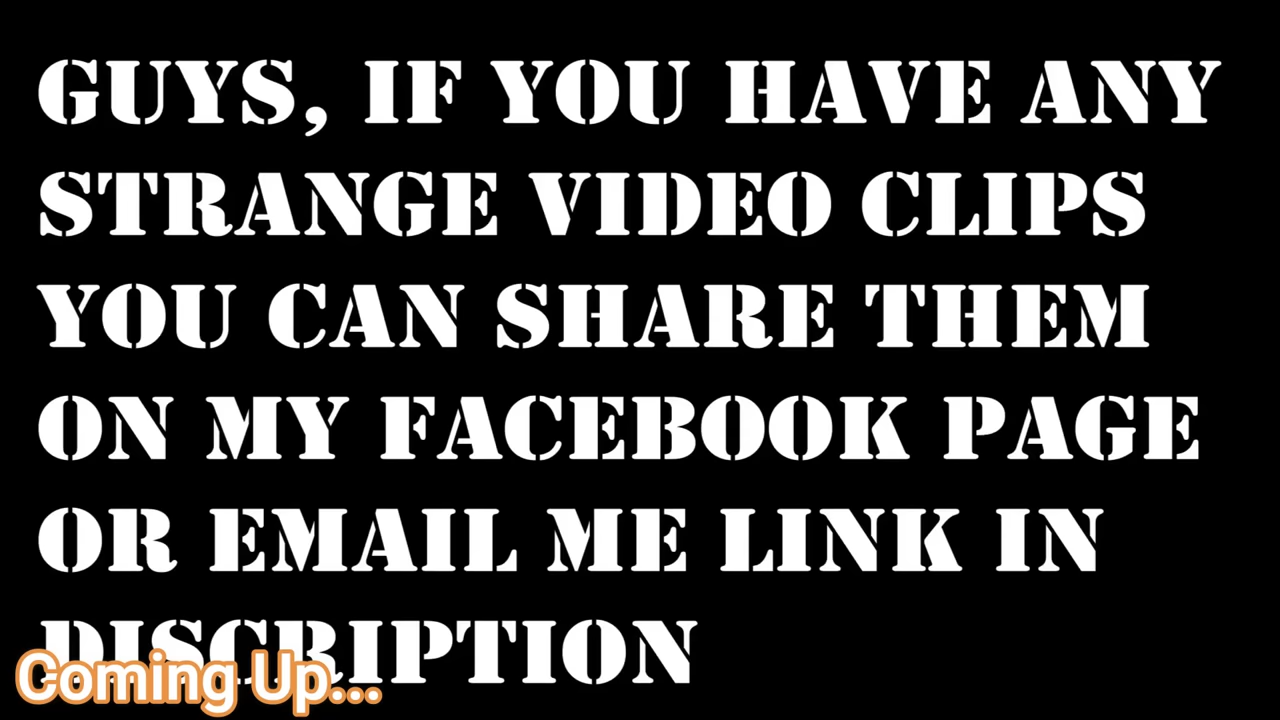 GUYS, IF YOU HAVE ANY
STRANGE VIDEO CLIPS
YOU CAN SHARE THEM
ON MY FACEBOOK PAGE
OR EMAIL ME LINK IN
DISCRIPTION
Coming Up...